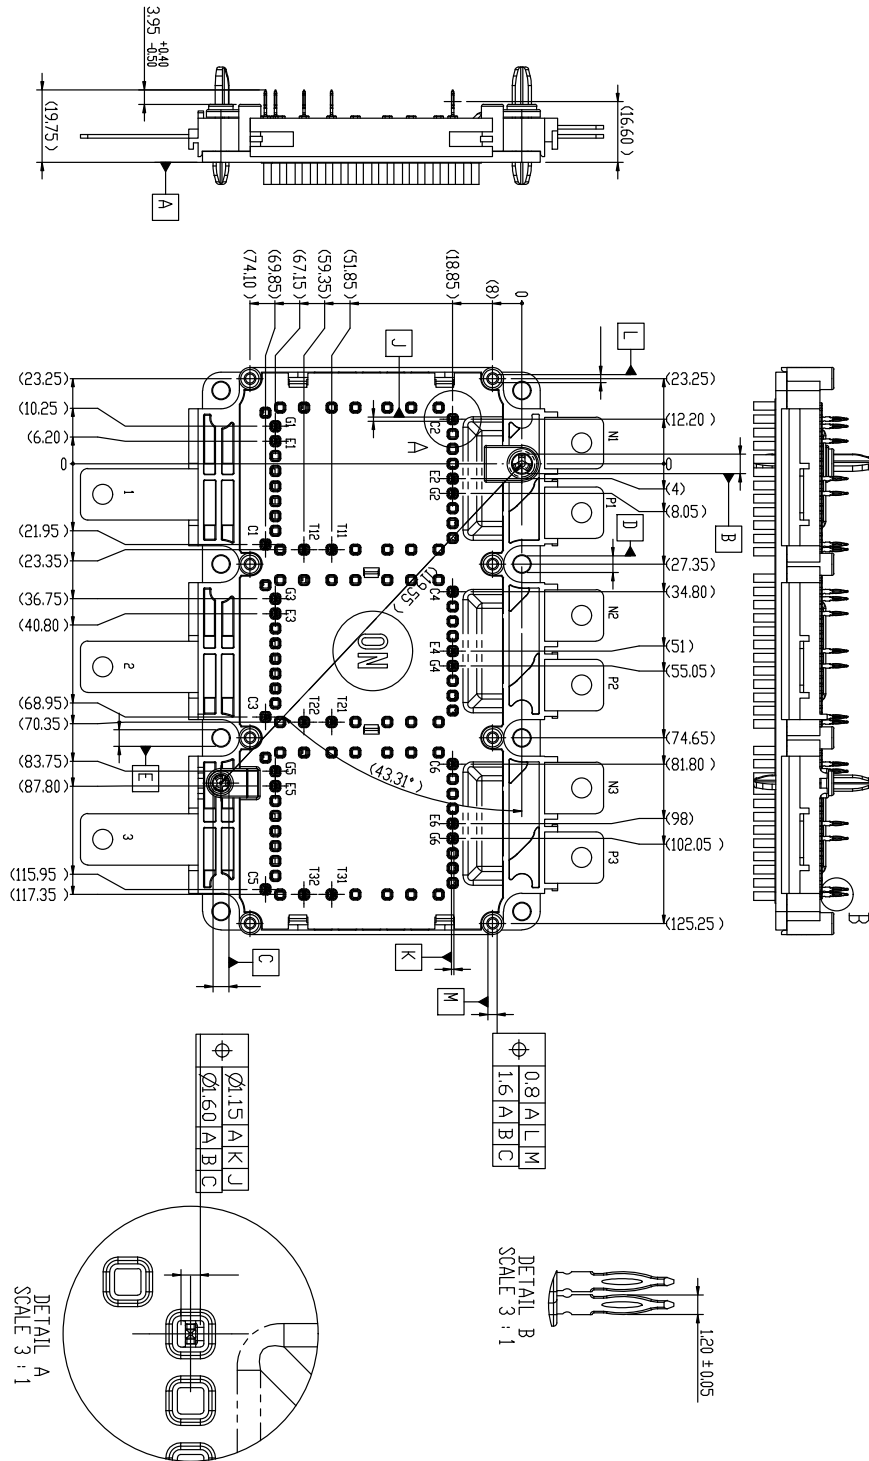 3.95 +0.40 -0.50
(19.75)
(16.60)
A
(74.10)
(69.85)
(67.15)
(59.35)
(51.85)
(18.85)
(8)
0
J
L
(23.25)
(10.25)
(6.20)
0
(21.95)
(23.35)
(36.75)
(40.80)
(68.95)
(70.35)
(83.75)
(87.80)
(115.95)
(117.35)
(23.25)
(12.20)
0
(4)
(8.05)
(27.35)
(34.80)
(51)
(55.05)
(74.65)
(81.80)
(98)
(102.05)
(125.25)
B
D
E
C
K
M
B
A
G1
E1
C1
T12
T11
C2
E2
G2
N1
P1
1
G3
E3
C3
T22
T21
C4
E4
G4
N2
P2
2
G5
E5
C5
T32
T31
C6
E6
G6
N3
P3
3
ON
(43.31°)
0.8 A L M
1.6 A B C
Ø1.15 A K J
Ø1.60 A B C
DETAIL B
SCALE 3 : 1
1.20 ±0.05
DETAIL A
SCALE 3 : 1